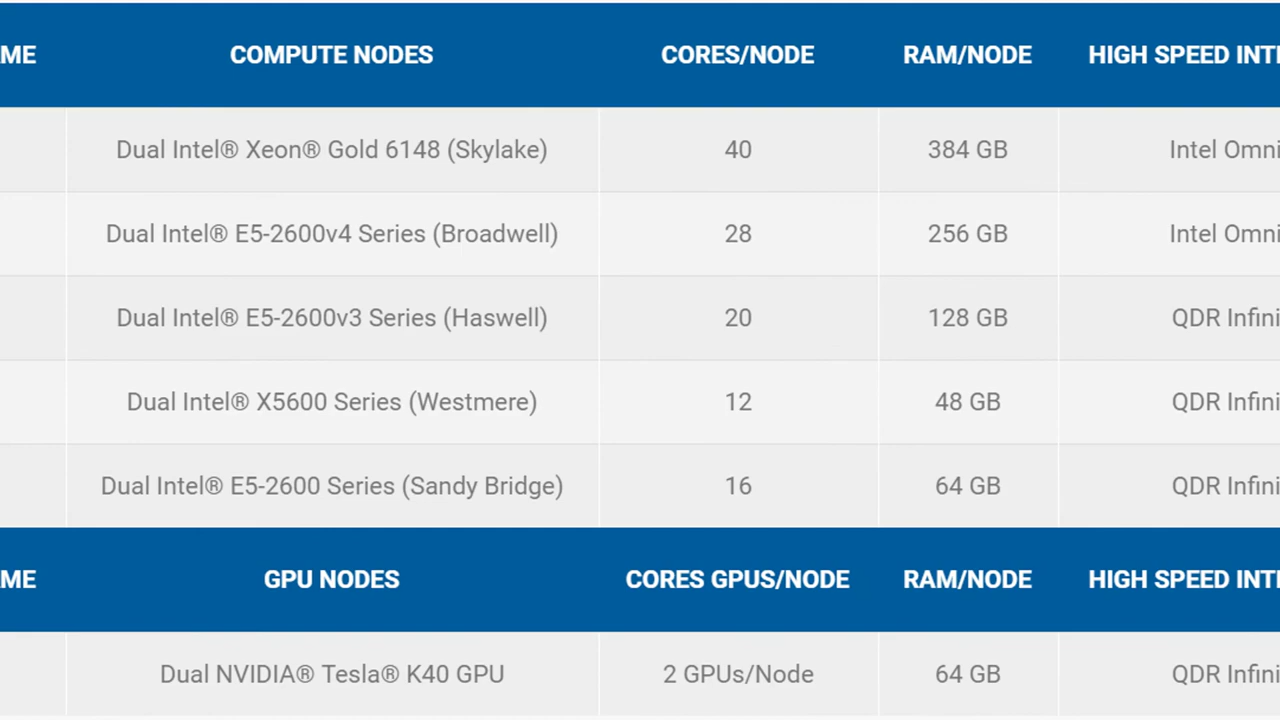 ME COMPUTE NODES CORES/NODE RAM/NODE HIGH SPEED INT
Dual Intel® Xeon® Gold 6148 (Skylake) 40 384 GB Intel Omni
Dual Intel® E5-2600v4 Series (Broadwell) 28 256 GB Intel Omni
Dual Intel® E5-2600v3 Series (Haswell) 20 128 GB QDR Infini
Dual Intel® X5600 Series (Westmere) 12 48 GB QDR Infini
Dual Intel® E5-2600 Series (Sandy Bridge) 16 64 GB QDR Infini
ME GPU NODES CORES GPUS/NODE RAM/NODE HIGH SPEED INT
Dual NVIDIA® Tesla® K40 GPU 2 GPUs/Node 64 GB QDR Infini